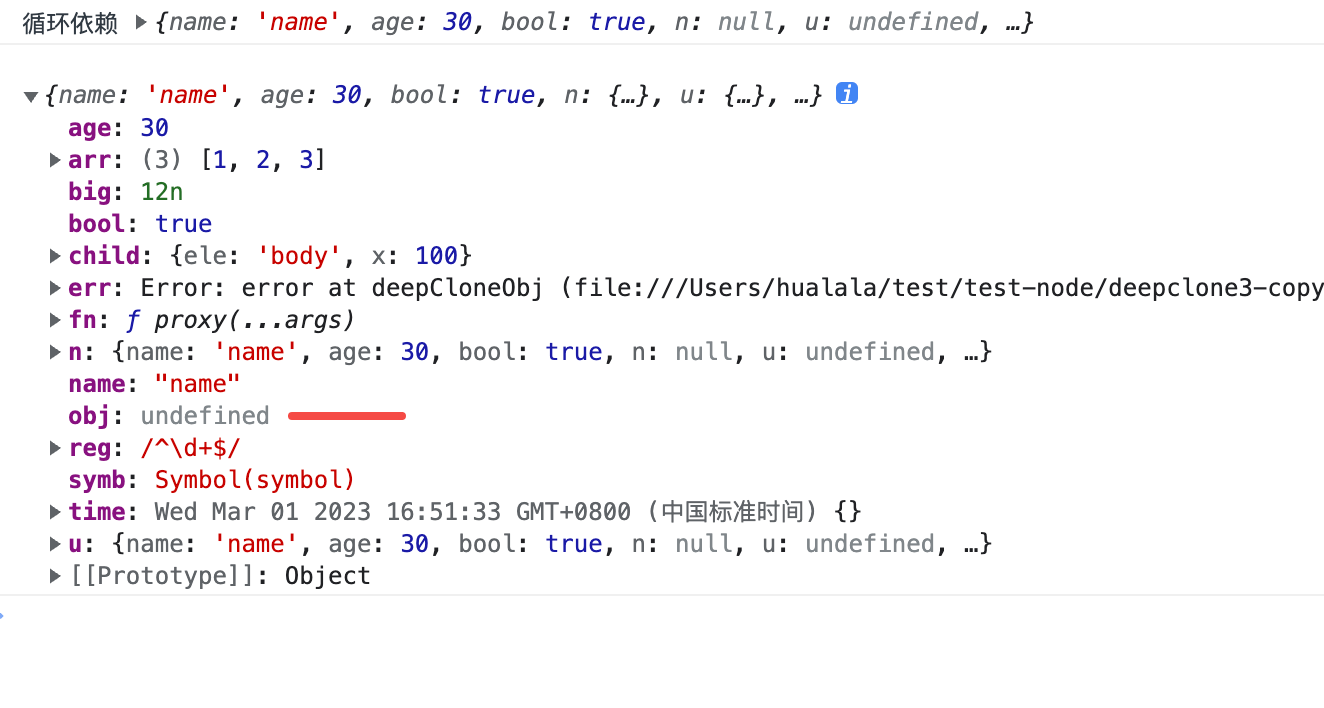 循环依赖 ▶{name: 'name', age: 30, bool: true, n: null, u: undefined, …}
▼{name: 'name', age: 30, bool: true, n: {…}, u: {…}, …} i
age: 30
▶arr: (3) [1, 2, 3]
big: 12n
bool: true
▶child: {ele: 'body', x: 100}
▶err: Error: error at deepCloneObj (file:///Users/hualala/test/test-node/deepclone3-copy
▶fn: ƒ proxy(...args)
▶n: {name: 'name', age: 30, bool: true, n: null, u: undefined, …}
name: "name"
obj: undefined
▶reg: /^\d+$/
symb: Symbol(symbol)
▶time: Wed Mar 01 2023 16:51:33 GMT+0800 (中国标准时间) {}
▶u: {name: 'name', age: 30, bool: true, n: null, u: undefined, …}
▶[[Prototype]]: Object